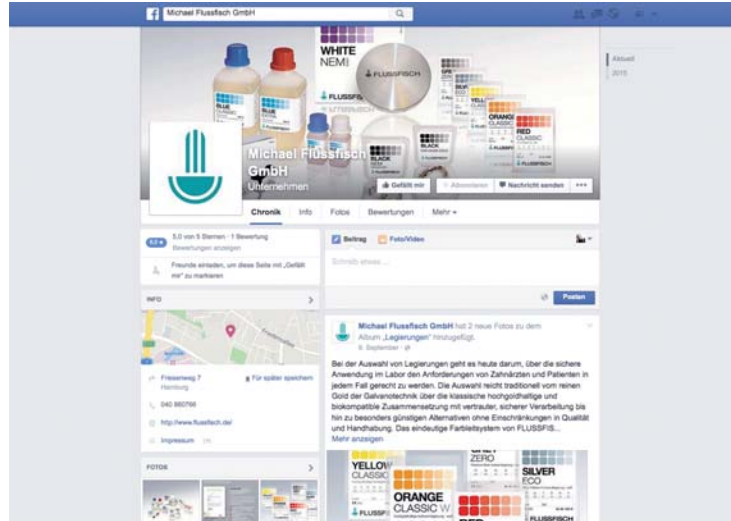 Michael Flussfisch GmbH
WHITE
NEMI
FLUSSFISCH
BLUE
CLASSIC
BLUE
YELL
ORANGE
CLASSIC
RED
CLASSIC
BLACK
NEMI
BLACK
Aktuell
2015
Michael Flussfisch
GmbH
Unternehmen
Gefällt mir
Abonnieren
Nachricht senden
Chronik Info Fotos Bewertungen Mehr
5,0 von 5 Sternen · 1 Bewertung
Bewertungen anzeigen
Freunde einladen, um diese Seite mit „Gefällt
mir“ zu markieren
INFO
Friesenweg 7
Hamburg
Für später speichern
040 860766
http://www.flussfisch.de/
Impressum
FOTOS
Beitrag Foto/Video
Schreib etwas ...
Posten
Michael Flussfisch GmbH hat 2 neue Fotos zu dem
Album „Legierungen“ hinzugefügt.
9. September
Bei der Auswahl von Legierungen geht es heute darum, über die sichere
Anwendung im Labor den Anforderungen von Zahnärzten und Patienten in
jedem Fall gerecht zu werden. Die Auswahl reicht traditionell vom reinen
Gold der Galvanotechnik über die klassische hochgoldhaltige und
biokompatible Zusammensetzung mit vertrauter, sicherer Verarbeitung bis
hin zu besonders günstigen Alternativen ohne Einschränkungen in Qualität
und Handhabung. Das eindeutige Farbleitsystem von FLUSSFIS...
Mehr anzeigen
YELLOW
CLASSIC
ORANGE
CLASSIC W
ZERO
SILVER
ECO
RED